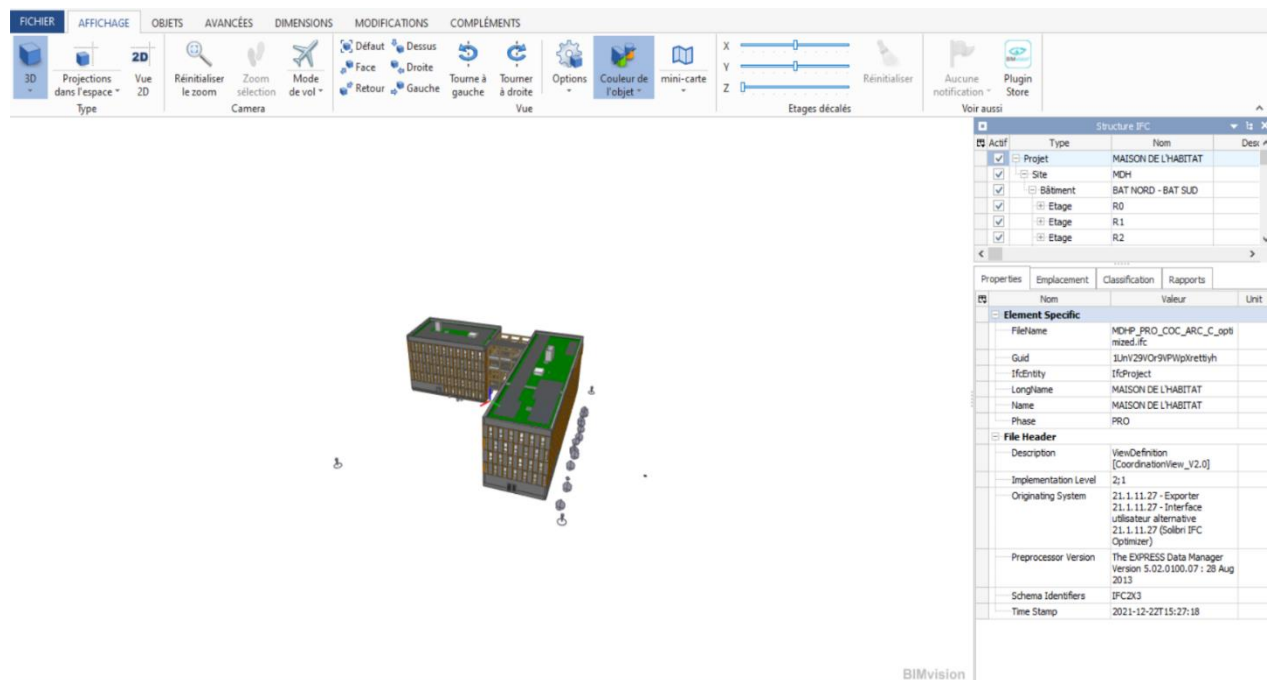 FICHIER AFFICHAGE OBJETS AVANCÉES DIMENSIONS MODIFICATIONS COMPLÉMENTS
3D
Projections
dans l'espace
2D
Vue
2D
Type
Réinitialiser
le zoom
Zoom
sélection
Mode
de vol
Camera
Défaut Dessus
Face Droite
Retour Gauche
Tourne à
gauche
Tourner
à droite
Options
Couleur de
l'objet
mini-carte
Vue
X
Y
Z
Réinitialiser
Etages décalés
Aucune
notification
BIMvision
Plugin
Store
Voir aussi
Structure IFC
Actif Type Nom
Projet MAISON DE L'HABITAT
Site MDH
Bâtiment BAT NORD - BAT SUD
Etage R0
Etage R1
Etage R2
Properties Emplacement Classification Rapports
Nom Valeur Unit
Element Specific
FileName MDHP_PRO_COC_ARC_C_opti
mized.ifc
Guid 1UnV29VOr9VPWpXrettiyh
IfcEntity IfcProject
LongName MAISON DE L'HABITAT
Name MAISON DE L'HABITAT
Phase PRO
File Header
Description ViewDefinition
[CoordinationView_V2.0]
Implementation Level 2;1
Originating System 21.1.11.27 - Exporter
21.1.11.27 - Interface
utilisateur alternative
21.1.11.27 (Solibri IFC
Optimizer)
Preprocessor Version The EXPRESS Data Manager
Version 5.02.0100.07 : 28 Aug
2013
Schema Identifiers IFC2X3
Time Stamp 2021-12-22T15:27:18
BIMvision